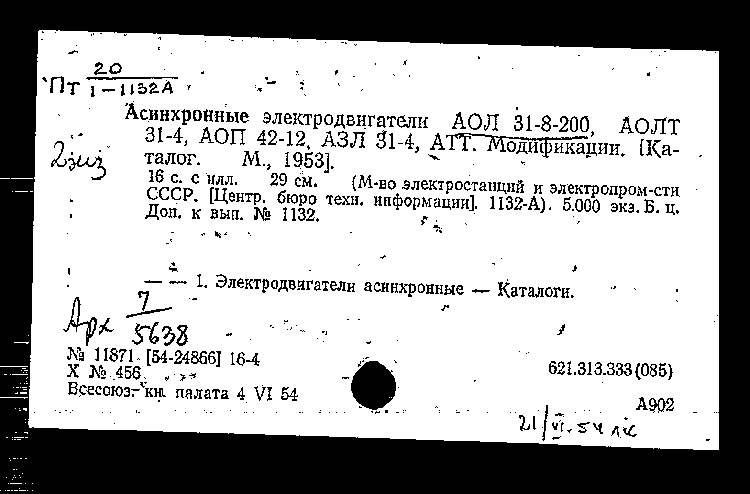 Пт 20
1-1132А
Асинхронные электродвигатели АОЛ 31-8-200, АОЛТ
31-4, АОП 42-12, АЗЛ 31-4, АТТ. Модификации. [Ка-
талог. М., 1953].
2 экз
16 с. с илл. 29 см. (М-во электростанций и электропром-сти
СССР. [Центр. бюро техн. информации]. 1132-А). 5.000 экз. Б. ц.
Доп. к вып. № 1132.
— — 1. Электродвигатели асинхронные — Каталоги.
Арх 7
5638
№ 11871 [54-24866] 16-4
Х № 456
621.313.333(085)
Всесоюз. кн. палата 4 VI 54
А902
21/VI-54